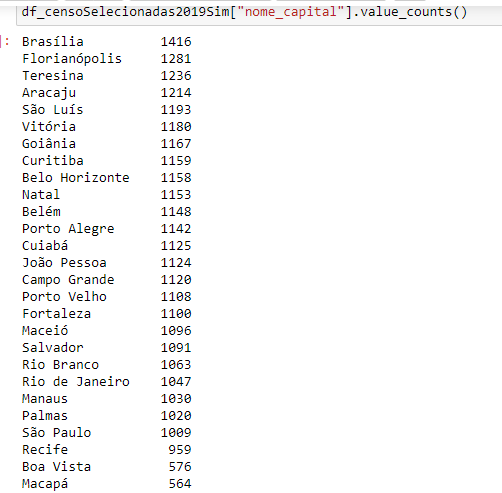 df_censoSelecionadas2019Sim["nome_capital"].value_counts()
]: Brasília 1416
Florianópolis 1281
Teresina 1236
Aracaju 1214
São Luís 1193
Vitória 1180
Goiânia 1167
Curitiba 1159
Belo Horizonte 1158
Natal 1153
Belém 1148
Porto Alegre 1142
Cuiabá 1125
João Pessoa 1124
Campo Grande 1120
Porto Velho 1108
Fortaleza 1100
Maceió 1096
Salvador 1091
Rio Branco 1063
Rio de Janeiro 1047
Manaus 1030
Palmas 1020
São Paulo 1009
Recife 959
Boa Vista 576
Macapá 564